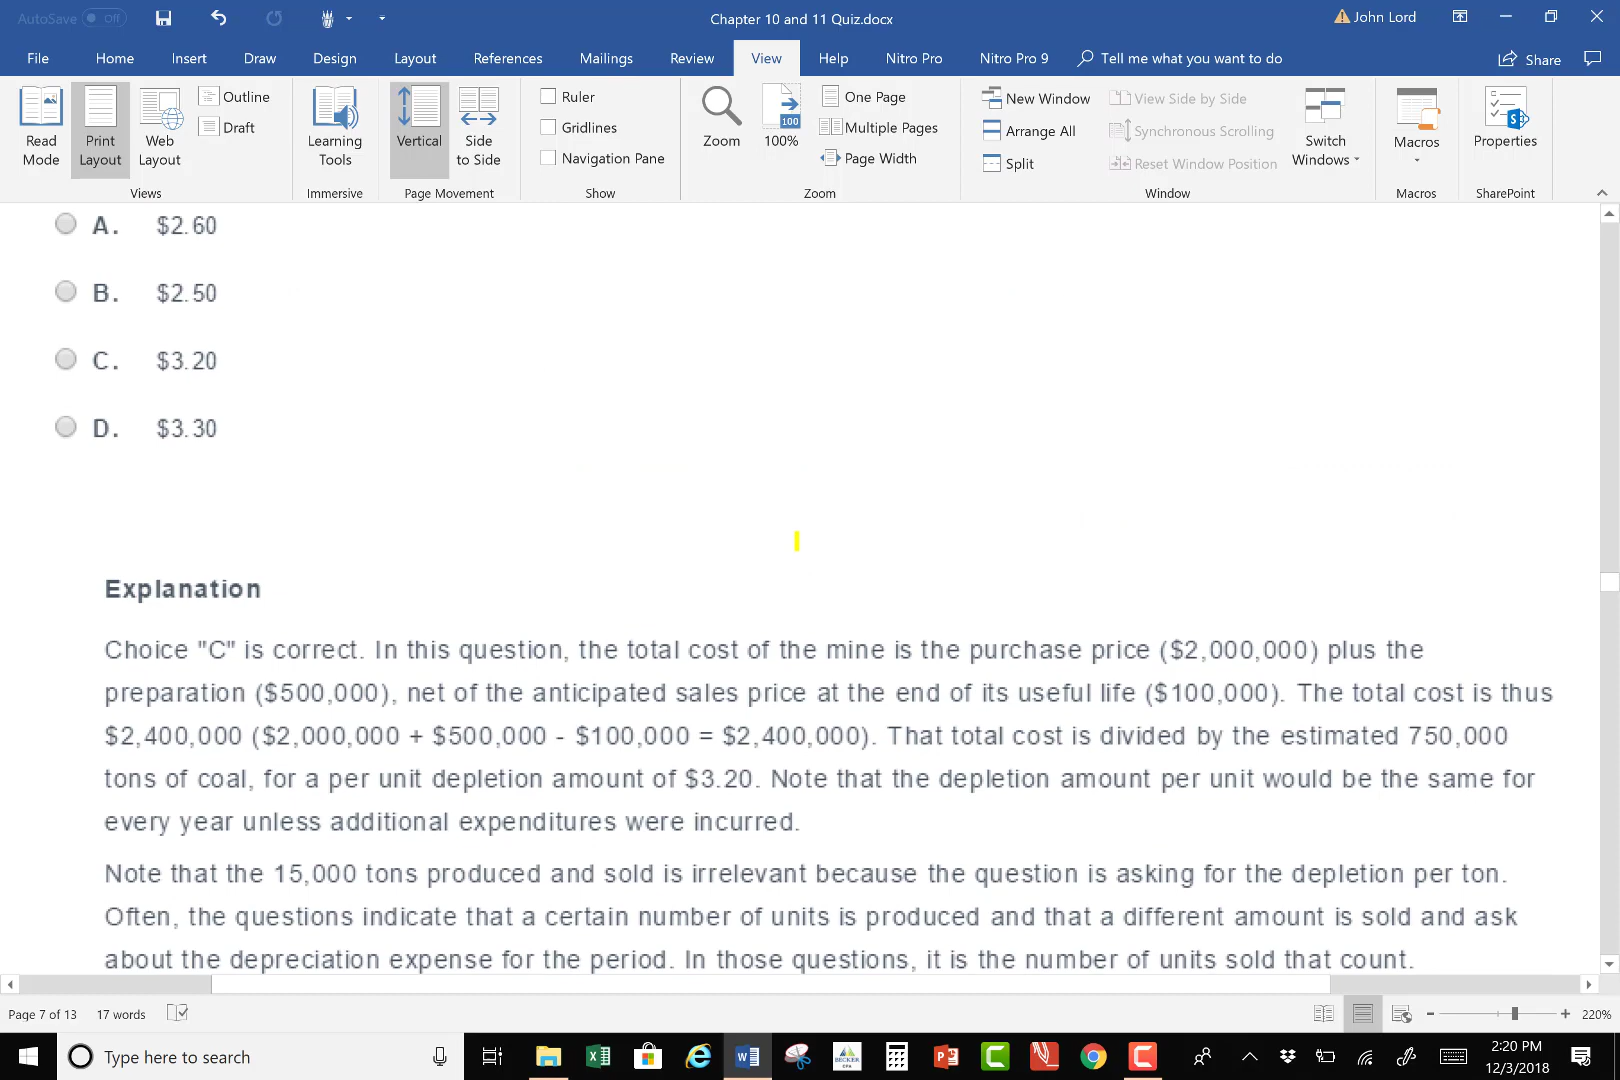 AutoSave Off
Chapter 10 and 11 Quiz.docx
John Lord
File Home Insert Draw Design Layout References Mailings Review View Help Nitro Pro Nitro Pro 9 Tell me what you want to do Share
Read Mode
Print Layout
Web Layout
Outline
Draft
Views
Learning Tools
Immersive
Vertical
Side to Side
Page Movement
Ruler
Gridlines
Navigation Pane
Show
Zoom
100
100%
One Page
Multiple Pages
Page Width
Zoom
New Window
Arrange All
Split
View Side by Side
Synchronous Scrolling
Reset Window Position
Switch Windows
Window
Macros
Macros
S
Properties
SharePoint
A. $2.60
B. $2.50
C. $3.20
D. $3.30
Explanation
Choice "C" is correct. In this question, the total cost of the mine is the purchase price ($2,000,000) plus the
preparation ($500,000), net of the anticipated sales price at the end of its useful life ($100,000). The total cost is thus
$2,400,000 ($2,000,000 + $500,000 - $100,000 = $2,400,000). That total cost is divided by the estimated 750,000
tons of coal, for a per unit depletion amount of $3.20. Note that the depletion amount per unit would be the same for
every year unless additional expenditures were incurred.
Note that the 15,000 tons produced and sold is irrelevant because the question is asking for the depletion per ton.
Often, the questions indicate that a certain number of units is produced and that a different amount is sold and ask
about the depreciation expense for the period. In those questions, it is the number of units sold that count.
Page 7 of 13 17 words
220%
Type here to search
BECKER
2:20 PM
12/3/2018